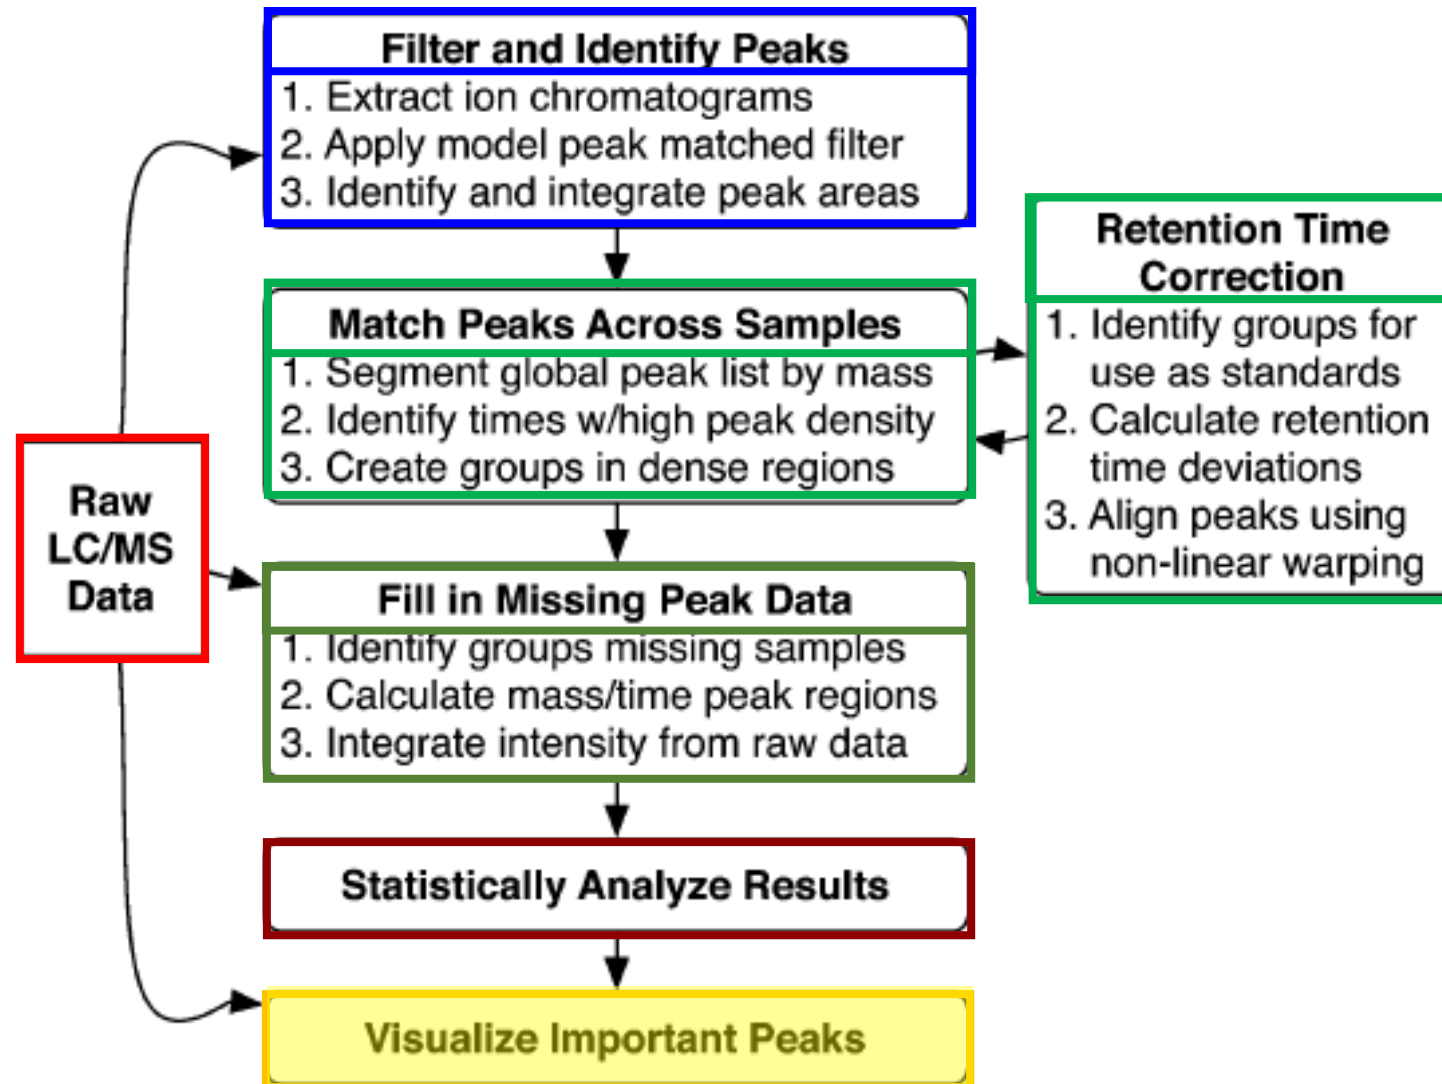 Filter and Identify Peaks
1. Extract ion chromatograms
2. Apply model peak matched filter
3. Identify and integrate peak areas
Match Peaks Across Samples
1. Segment global peak list by mass
2. Identify times w/high peak density
3. Create groups in dense regions
Retention Time
Correction
1. Identify groups for
use as standards
2. Calculate retention
time deviations
3. Align peaks using
non-linear warping
Raw
LC/MS
Data
Fill in Missing Peak Data
1. Identify groups missing samples
2. Calculate mass/time peak regions
3. Integrate intensity from raw data
Statistically Analyze Results
Visualize Important Peaks